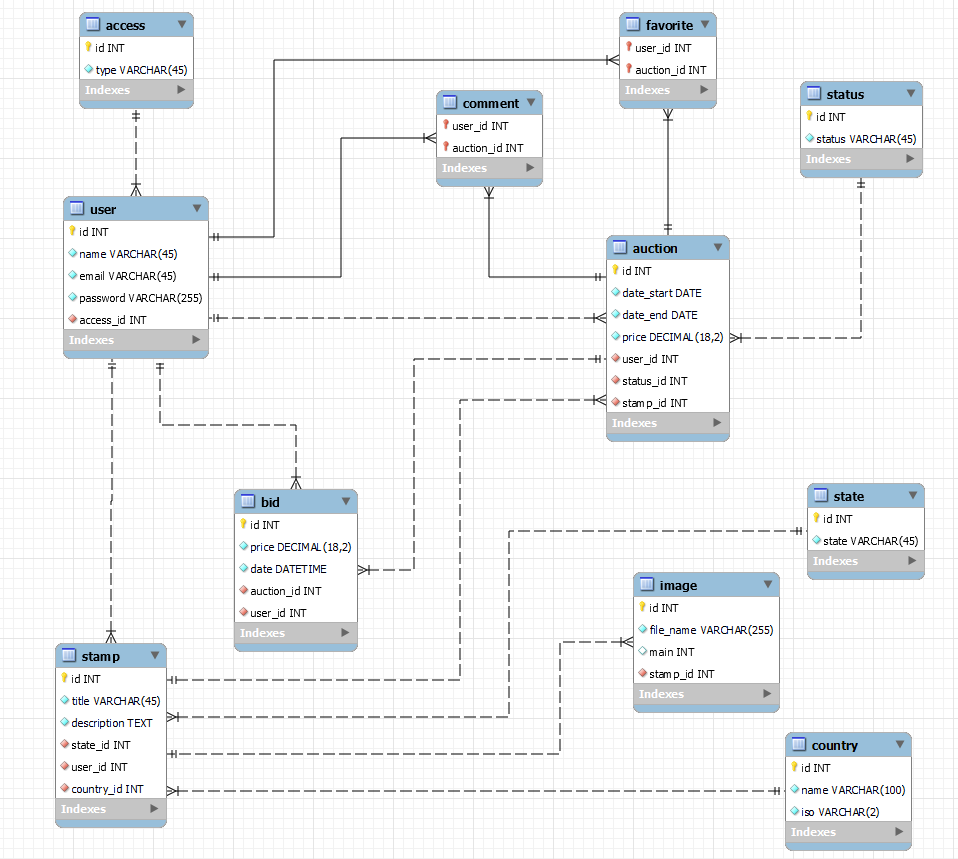 access
id INT
type VARCHAR(45)
Indexes
favorite
user_id INT
auction_id INT
Indexes
comment
user_id INT
auction_id INT
Indexes
status
id INT
status VARCHAR(45)
Indexes
user
id INT
name VARCHAR(45)
email VARCHAR(45)
password VARCHAR(255)
access_id INT
Indexes
auction
id INT
date_start DATE
date_end DATE
price DECIMAL(18,2)
user_id INT
status_id INT
stamp_id INT
Indexes
bid
id INT
price DECIMAL(18,2)
date DATETIME
auction_id INT
user_id INT
Indexes
state
id INT
state VARCHAR(45)
Indexes
image
id INT
file_name VARCHAR(255)
main INT
stamp_id INT
Indexes
stamp
id INT
title VARCHAR(45)
description TEXT
state_id INT
user_id INT
country_id INT
Indexes
country
id INT
name VARCHAR(100)
iso VARCHAR(2)
Indexes